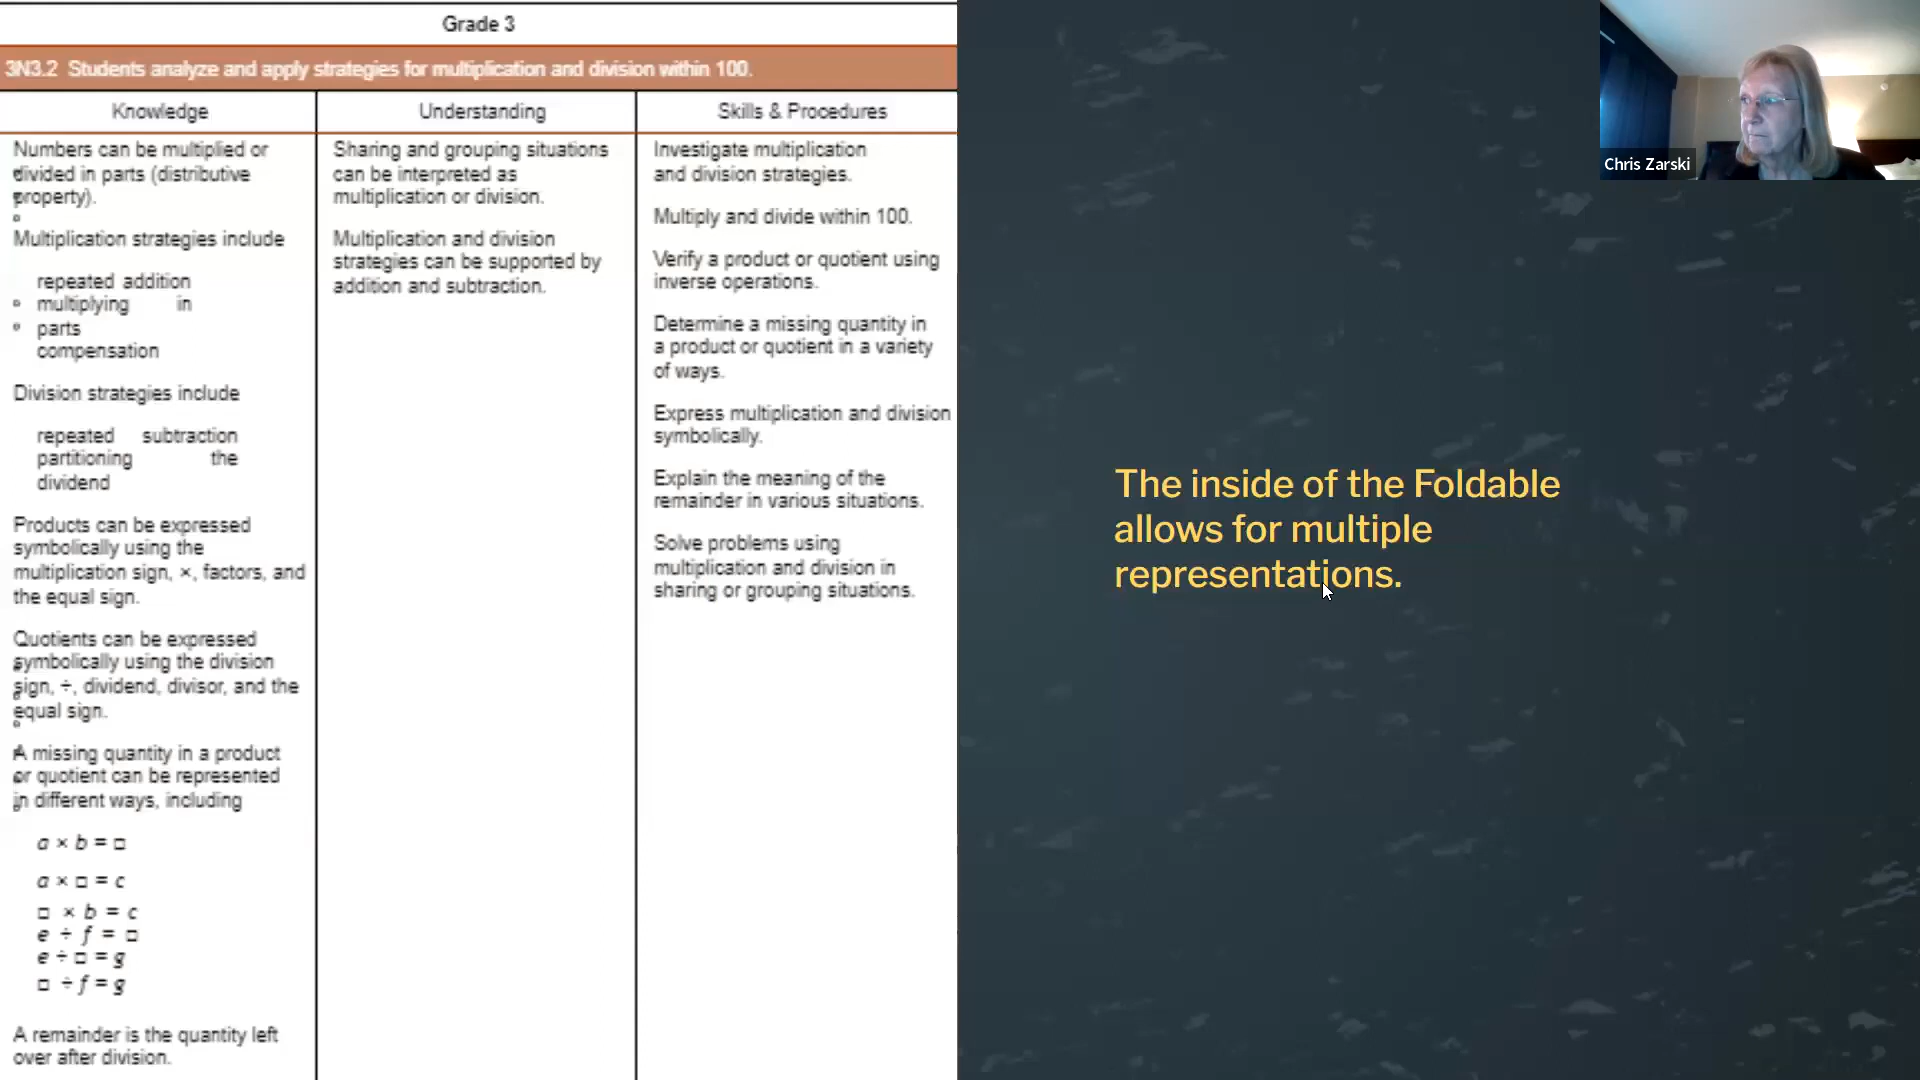 Grade 3
3N3.2 Students analyze and apply strategies for multiplication and division within 100.
Knowledge
Understanding
Skills & Procedures
Numbers can be multiplied or
divided in parts (distributive
property).
Multiplication strategies include
repeated addition
multiplying in
parts
compensation
Division strategies include
repeated subtraction
partitioning the
dividend
Products can be expressed
symbolically using the
multiplication sign, ×, factors, and
the equal sign.
Quotients can be expressed
symbolically using the division
sign, ÷, dividend, divisor, and the
equal sign.
A missing quantity in a product
or quotient can be represented
in different ways, including
a × b = □
a × □ = c
□ × b = c
e ÷ f = □
e ÷ □ = g
□ ÷ f = g
A remainder is the quantity left
over after division.
Sharing and grouping situations
can be interpreted as
multiplication or division.
Multiplication and division
strategies can be supported by
addition and subtraction.
Investigate multiplication
and division strategies.
Multiply and divide within 100.
Verify a product or quotient using
inverse operations.
Determine a missing quantity in
a product or quotient in a variety
of ways.
Express multiplication and division
symbolically.
Explain the meaning of the
remainder in various situations.
Solve problems using
multiplication and division in
sharing or grouping situations.
The inside of the Foldable
allows for multiple
representations.
Chris Zarski